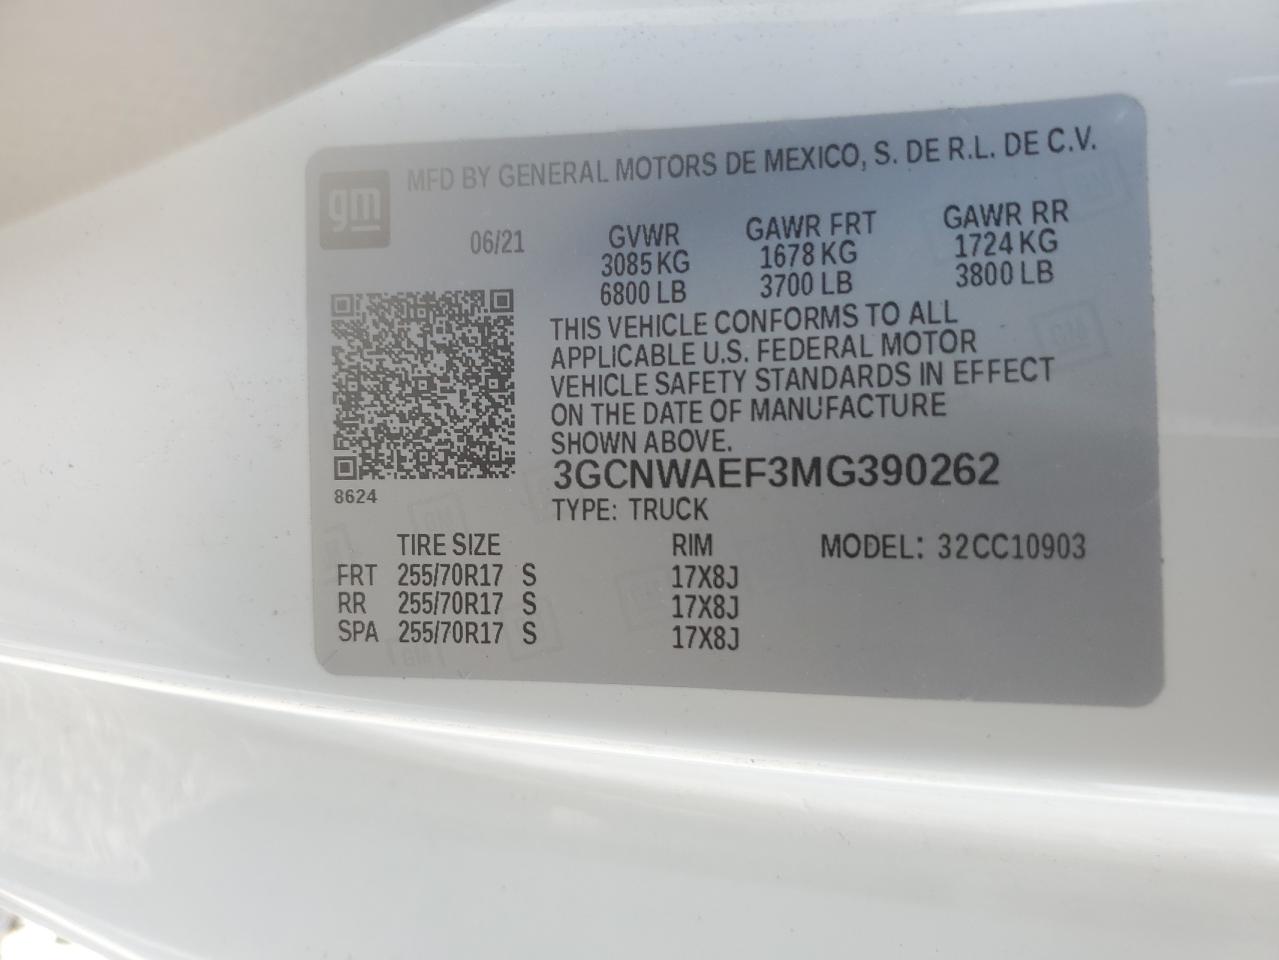 gm
MFD BY GENERAL MOTORS DE MEXICO, S. DE R.L. DE C.V.
06/21
GVWR
3085 KG
6800 LB
GAWR FRT
1678 KG
3700 LB
GAWR RR
1724 KG
3800 LB
THIS VEHICLE CONFORMS TO ALL
APPLICABLE U.S. FEDERAL MOTOR
VEHICLE SAFETY STANDARDS IN EFFECT
ON THE DATE OF MANUFACTURE
SHOWN ABOVE.
3GCNWAEF3MG390262
TYPE: TRUCK
8624
TIRE SIZE RIM MODEL: 32CC10903
FRT 255/70R17 S 17X8J
RR 255/70R17 S 17X8J
SPA 255/70R17 S 17X8J